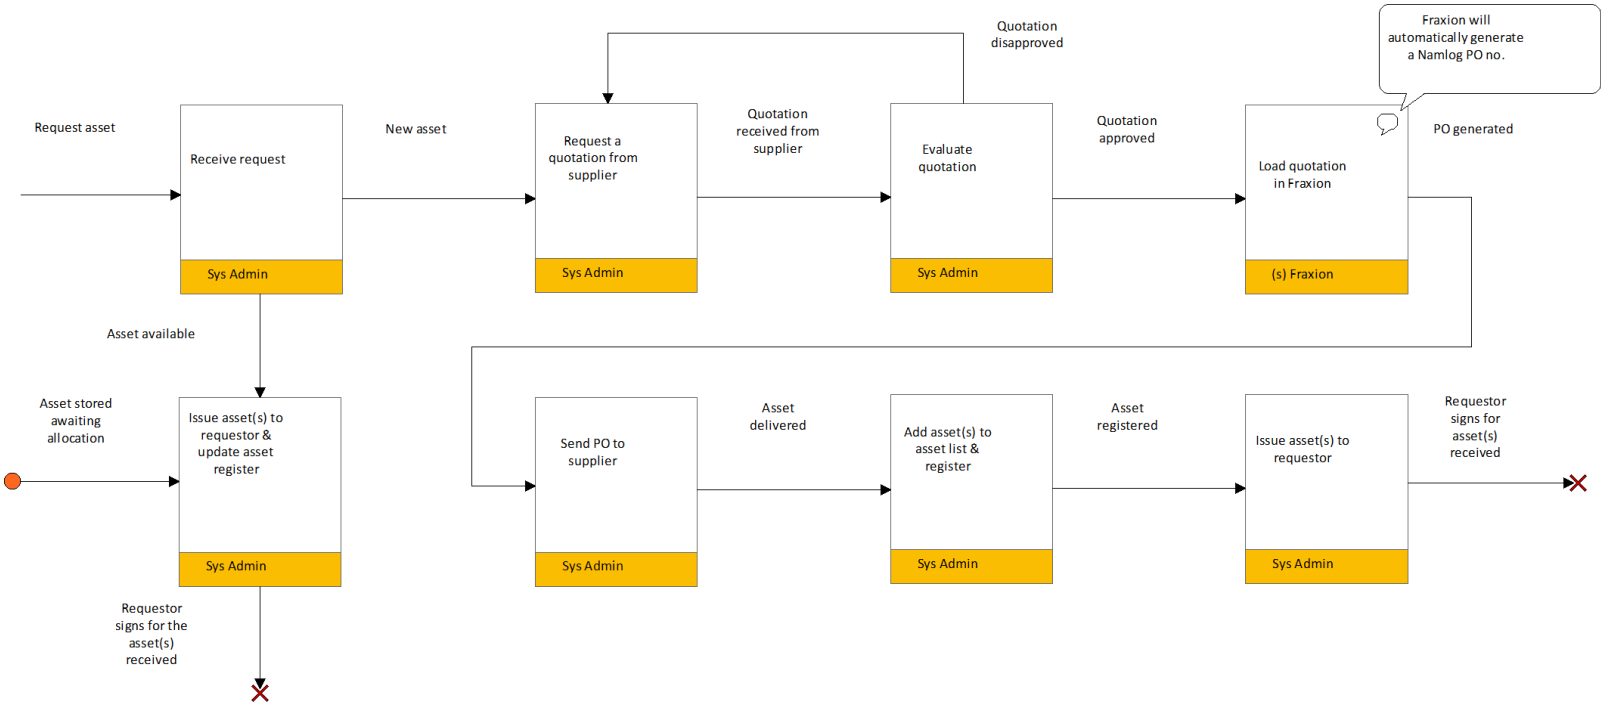 Quotation
disapproved
Fraxion will
automatically generate
a Namlog PO no.
Request asset
Receive request
Sys Admin
New asset
Request a
quotation from
supplier
Sys Admin
Quotation
received from
supplier
Evaluate
quotation
Sys Admin
Quotation
approved
Load quotation
in Fraxion
(s) Fraxion
PO generated
Asset available
Asset stored
awaiting
allocation
Issue asset(s) to
requestor &
update asset
register
Sys Admin
Requestor
signs for the
asset(s)
received
Send PO to
supplier
Sys Admin
Asset
delivered
Add asset(s) to
asset list &
register
Sys Admin
Asset
registered
Issue asset(s) to
requestor
Sys Admin
Requestor
signs for
asset(s)
received